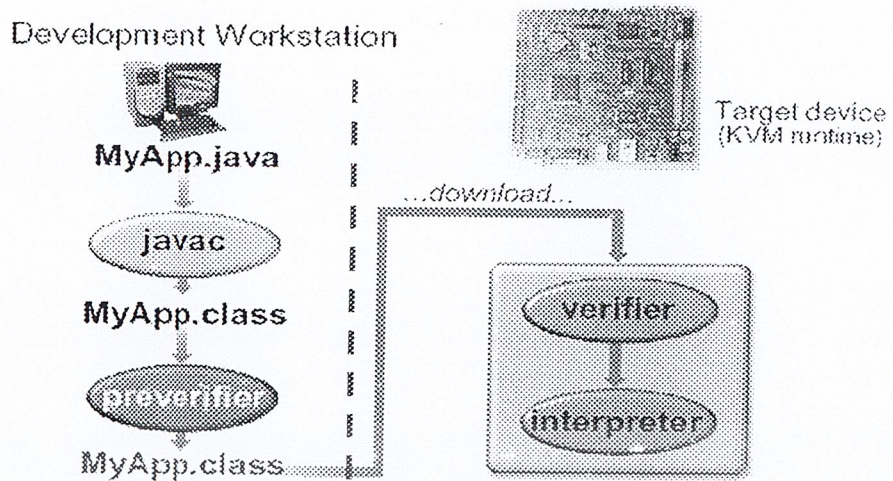 Development Workstation
MyApp.java
javac
MyApp.class
preverifier
MyApp.class
...download...
Target device
(KVM runtime)
verifier
interpreter